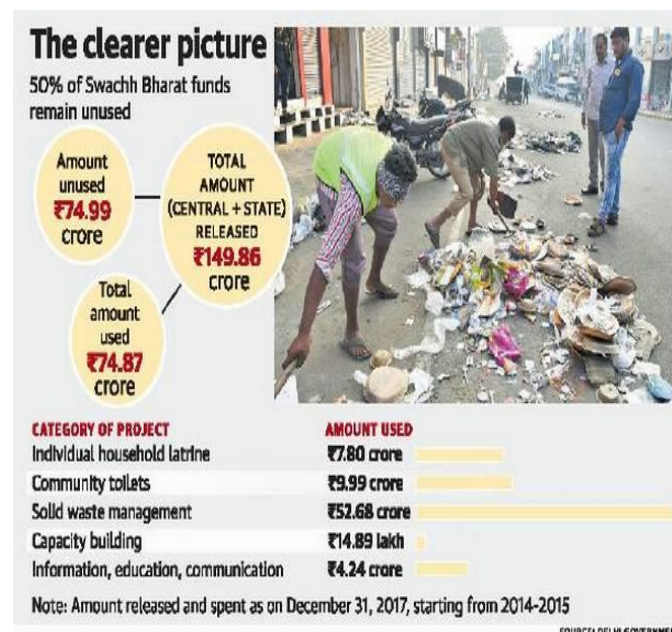 The clearer picture
50% of Swachh Bharat funds
remain unused
Amount
unused
₹74.99
crore
TOTAL
AMOUNT
(CENTRAL + STATE)
RELEASED
₹149.86
crore
Total
amount
used
₹74.87
crore
CATEGORY OF PROJECT AMOUNT USED
Individual household latrine ₹7.80 crore
Community toilets ₹9.99 crore
Solid waste management ₹52.68 crore
Capacity building ₹14.89 lakh
Information, education, communication ₹4.24 crore
Note: Amount released and spent as on December 31, 2017, starting from 2014-2015
SOURCE: DELHI GOVERNMENT